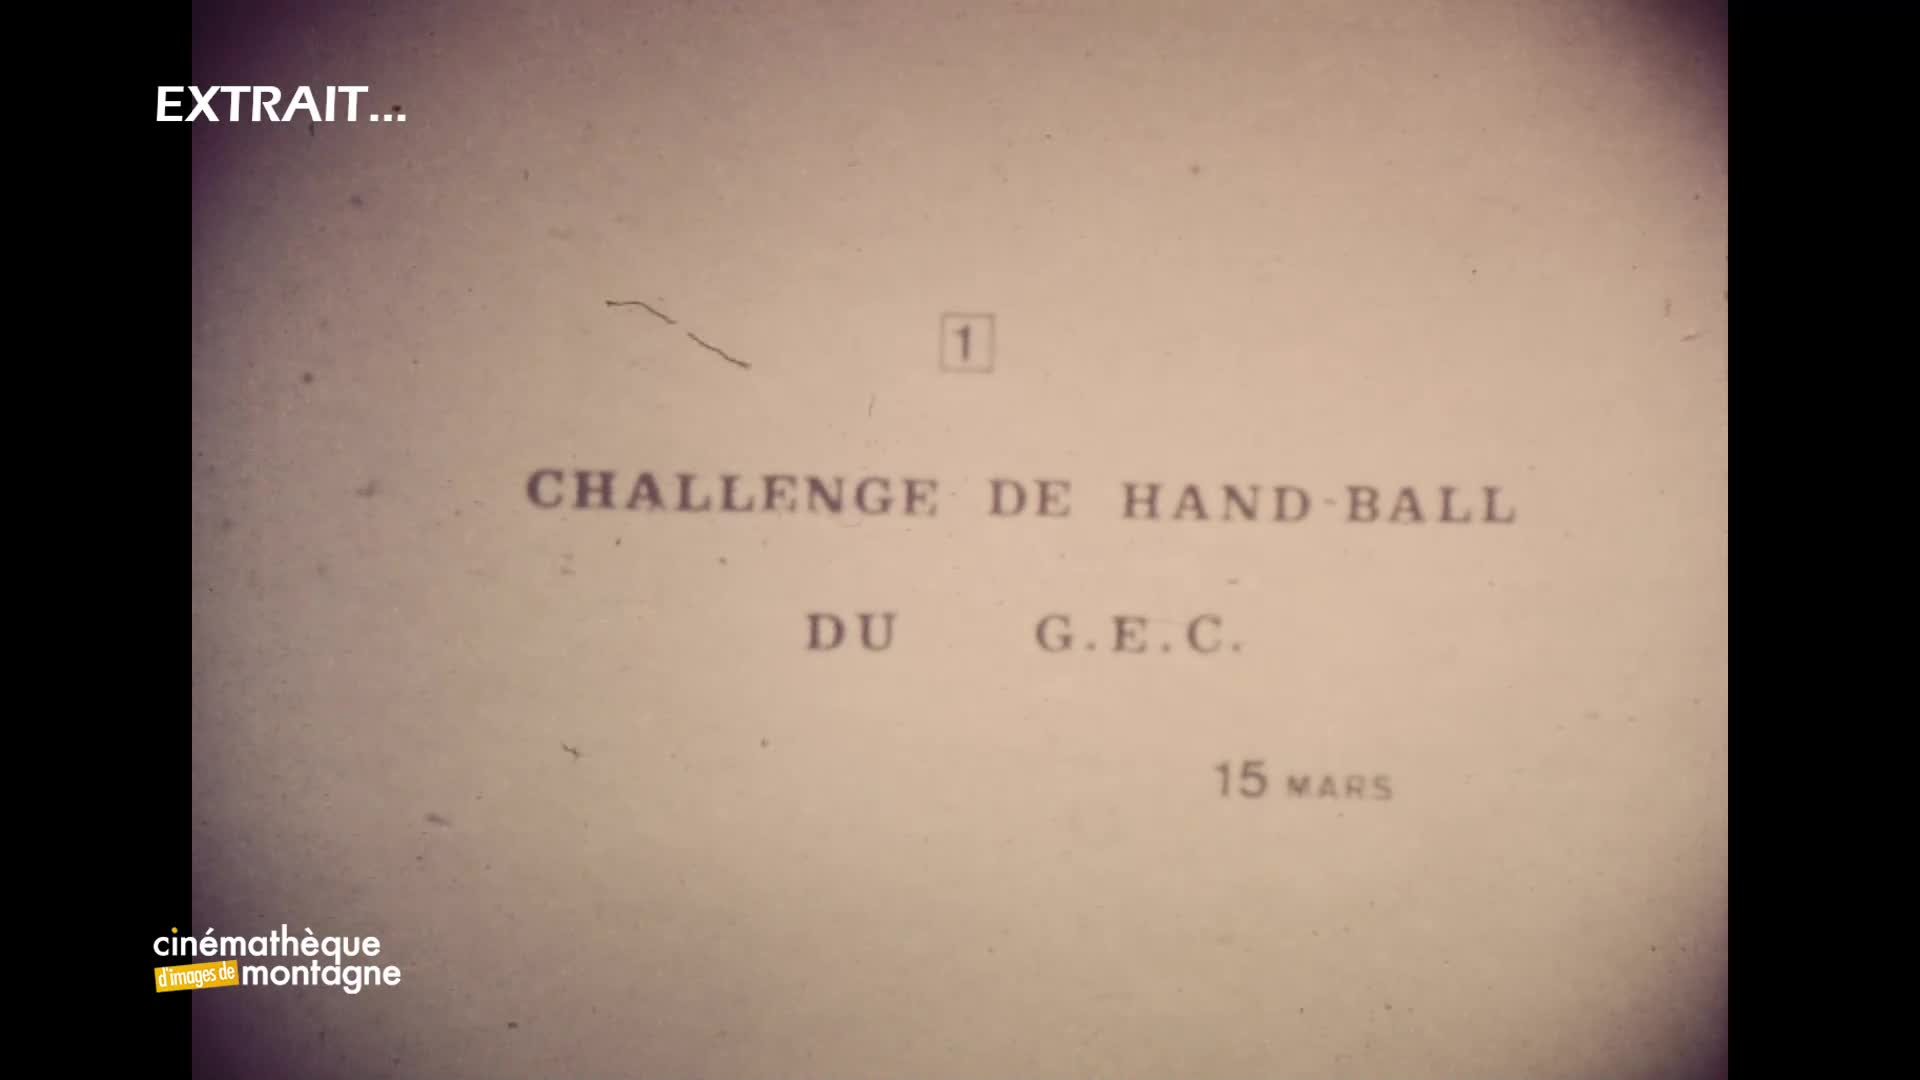 EXTRAIT...
1
CHALLENGE DE HAND-BALL
DU G.E.C.
15 MARS
cinémathèque
d'images de montagne